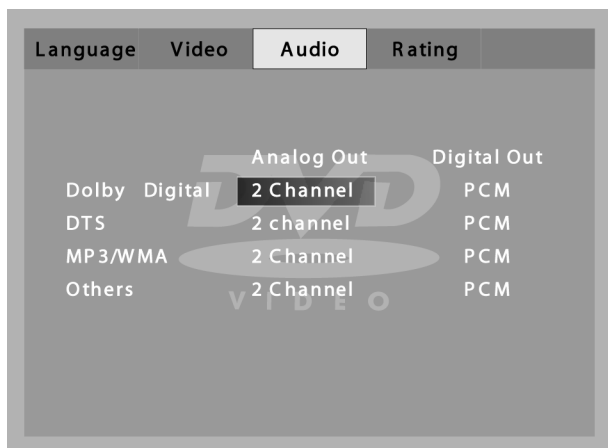 Language Video Audio Rating
Analog Out Digital Out
Dolby Digital 2 Channel PCM
DTS 2 channel PCM
MP3/WMA 2 Channel PCM
Others 2 Channel PCM
DVD
VIDEO